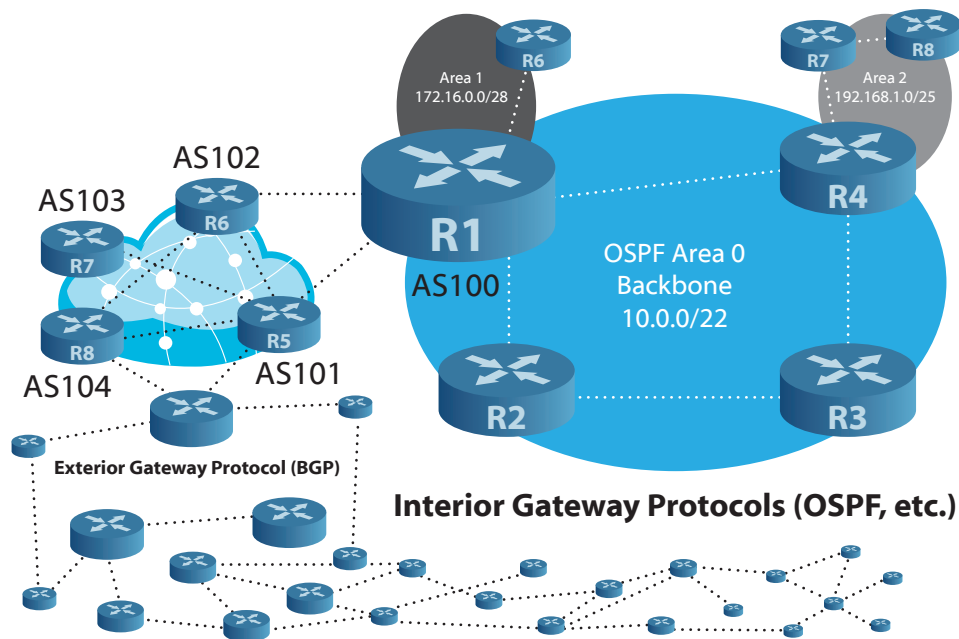 R6
Area 1
172.16.0.0/28
R7
R8
Area 2
192.168.1.0/25
AS102
AS103
R6
R1
R4
R7
AS100
OSPF Area 0
Backbone
10.0.0/22
R8
R5
AS104
AS101
R2
R3
Exterior Gateway Protocol (BGP)
Interior Gateway Protocols (OSPF, etc.)